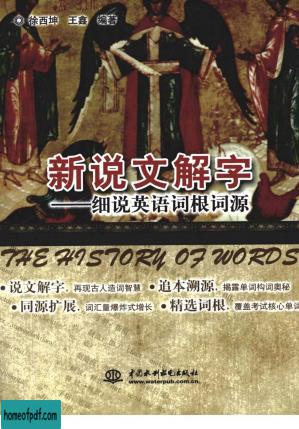 徐西坤 王鑫 编著
新说文解字
——细说英语词根词源
THE HISTORY OF WORDS
•说文解字,再现古人造词智慧 •追本溯源,揭露单词构词奥秘
•同源扩展,词汇量爆炸式增长 •精选词根,覆盖考试核心单词
中国水利水电出版社
www.waterpub.com.cn
homeofpdf.com